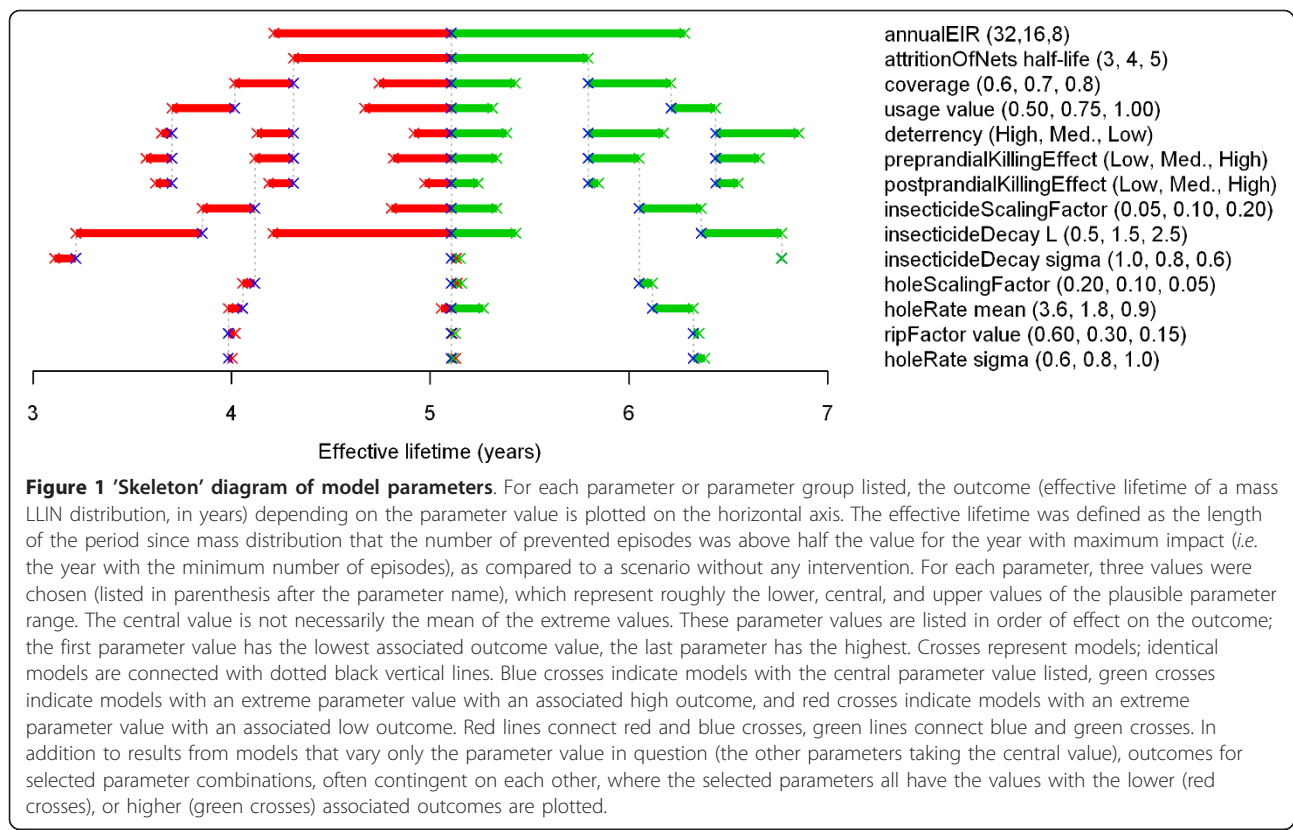 annualEIR (32,16,8)
attritionOfNets half-life (3, 4, 5)
coverage (0.6, 0.7, 0.8)
usage value (0.50, 0.75, 1.00)
deterrency (High, Med., Low)
preprandialKillingEffect (Low, Med., High)
postprandialKillingEffect (Low, Med., High)
insecticideScalingFactor (0.05, 0.10, 0.20)
insecticideDecay L (0.5, 1.5, 2.5)
insecticideDecay sigma (1.0, 0.8, 0.6)
holeScalingFactor (0.20, 0.10, 0.05)
holeRate mean (3.6, 1.8, 0.9)
ripFactor value (0.60, 0.30, 0.15)
holeRate sigma (0.6, 0.8, 1.0)
3 4 5 6 7
Effective lifetime (years)
Figure 1 'Skeleton' diagram of model parameters. For each parameter or parameter group listed, the outcome (effective lifetime of a mass
LLIN distribution, in years) depending on the parameter value is plotted on the horizontal axis. The effective lifetime was defined as the length
of the period since mass distribution that the number of prevented episodes was above half the value for the year with maximum impact (i.e.
the year with the minimum number of episodes), as compared to a scenario without any intervention. For each parameter, three values were
chosen (listed in parenthesis after the parameter name), which represent roughly the lower, central, and upper values of the plausible parameter
range. The central value is not necessarily the mean of the extreme values. These parameter values are listed in order of effect on the outcome;
the first parameter value has the lowest associated outcome value, the last parameter has the highest. Crosses represent models; identical
models are connected with dotted black vertical lines. Blue crosses indicate models with the central parameter value listed, green crosses
indicate models with an extreme parameter value with an associated high outcome, and red crosses indicate models with an extreme
parameter value with an associated low outcome. Red lines connect red and blue crosses, green lines connect blue and green crosses. In
addition to results from models that vary only the parameter value in question (the other parameters taking the central value), outcomes for
selected parameter combinations, often contingent on each other, where the selected parameters all have the values with the lower (red
crosses), or higher (green crosses) associated outcomes are plotted.